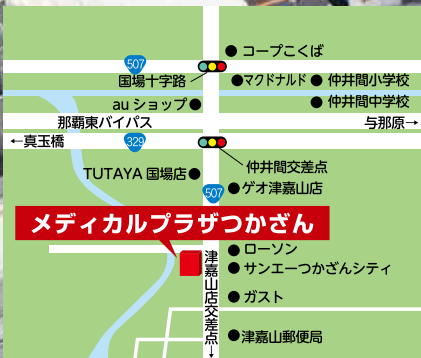 コープこくば
507
国場十字路
マクドナルド
仲井間小学校
auショップ
仲井間中学校
那覇東バイパス
与那原→
←真玉橋
329
仲井間交差点
TUTAYA 国場店
507
ゲオ津嘉山店
メディカルプラザつかざん
ローソン
サンエーつかざんシティ
ガスト
津嘉山郵便局
津嘉山店交差点→